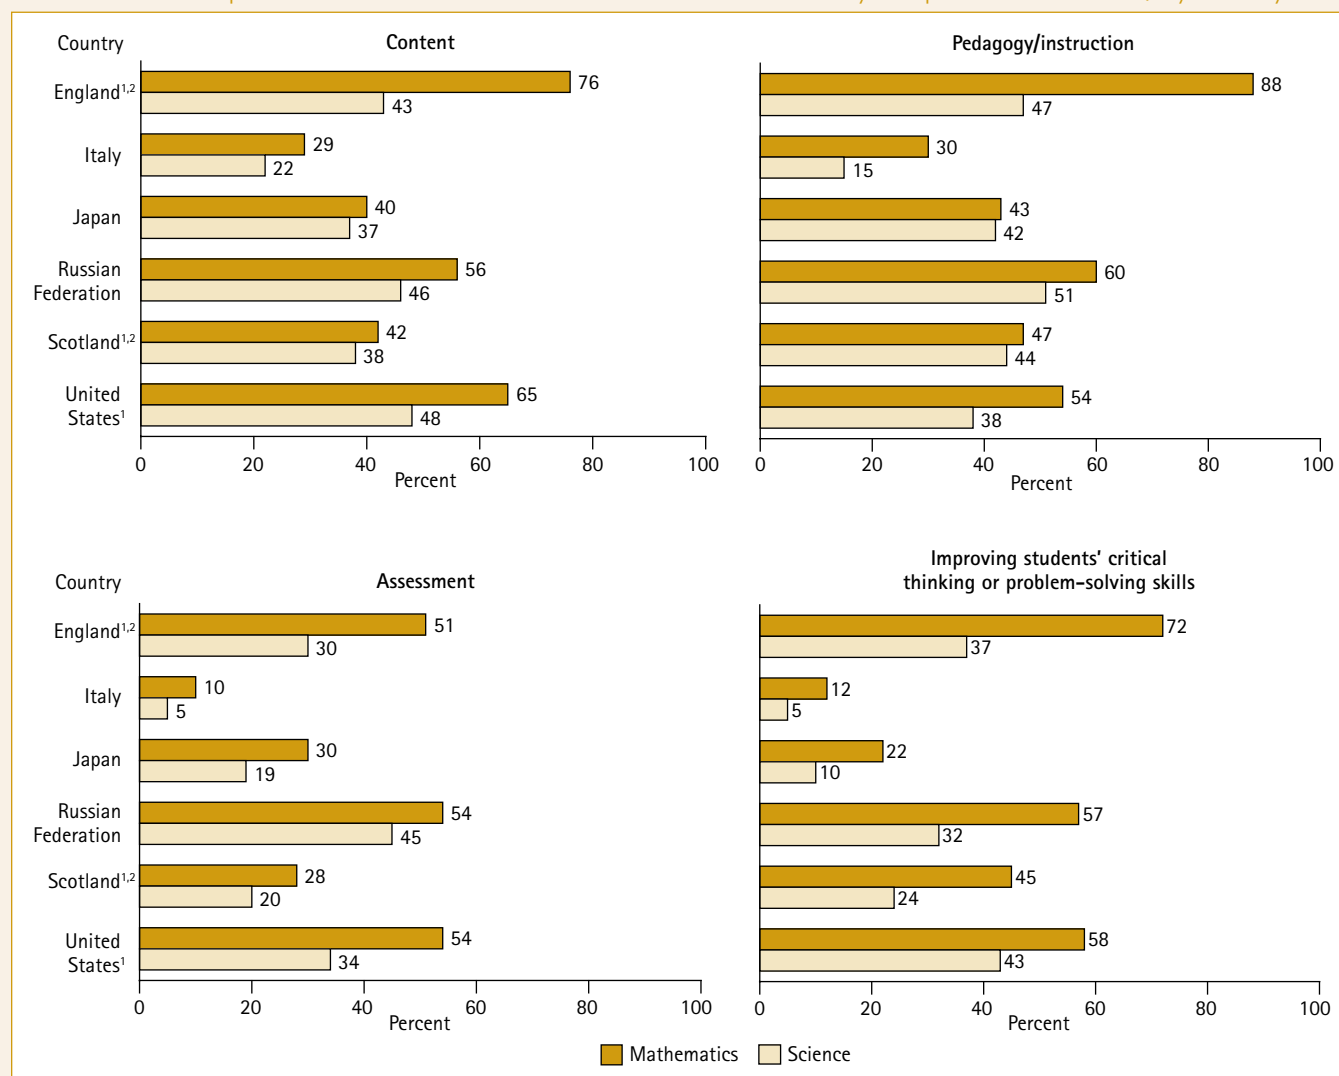 Country
Content
England1,2
76
43
Italy
29
22
Japan
40
37
Russian
Federation
56
46
Scotland1,2
42
38
United
States1
65
48
0 20 40 60 80 100
Percent
Pedagogy/instruction
88
47
30
15
43
42
60
51
47
44
54
38
0 20 40 60 80 100
Percent
Country
Assessment
England1,2
51
30
Italy
10
5
Japan
30
19
Russian
Federation
54
45
Scotland1,2
28
20
United
States1
54
34
0 20 40 60 80 100
Percent
Improving students' critical
thinking or problem-solving skills
72
37
12
5
22
10
57
32
45
24
58
43
0 20 40 60 80 100
Percent
Mathematics Science